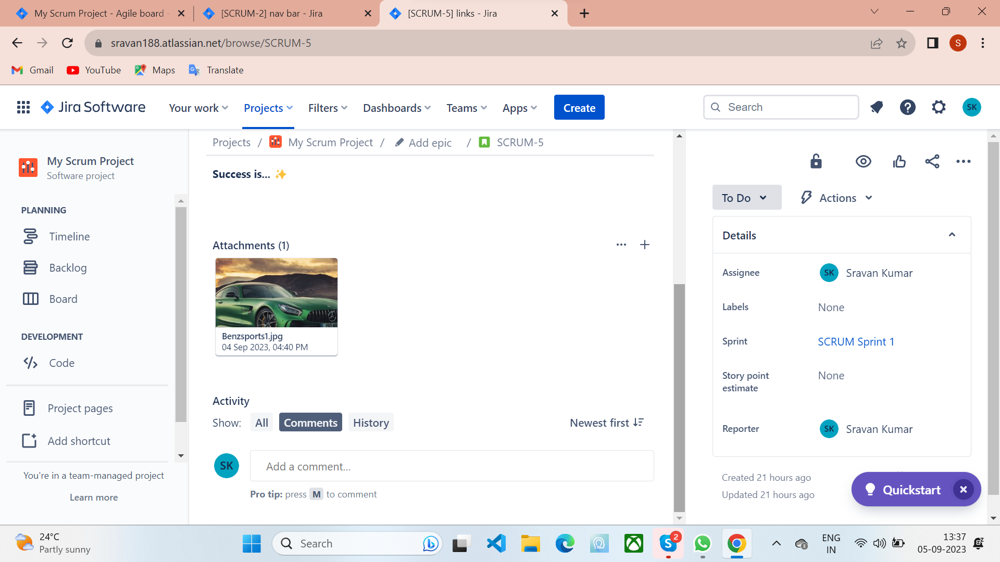 My Scrum Project - Agile board -
[SCRUM-2] nav bar - Jira
[SCRUM-5] links - Jira
sravan188.atlassian.net/browse/SCRUM-5
S
Gmail
YouTube
Maps
Translate
Jira Software
Your work
Projects
Filters
Dashboards
Teams
Apps
Create
Search
SK
My Scrum Project
Software project
PLANNING
Timeline
Backlog
Board
DEVELOPMENT
Code
Project pages
Add shortcut
You're in a team-managed project
Learn more
Projects / My Scrum Project / Add epic / SCRUM-5
Success is... ✨
Attachments (1)
Benzsports1.jpg
04 Sep 2023, 04:40 PM
Activity
Show: All Comments History
Newest first
SK
Add a comment...
Pro tip: press M to comment
To Do
Actions
Details
Assignee
SK Sravan Kumar
Labels
None
Sprint
SCRUM Sprint 1
Story point
estimate
None
Reporter
SK Sravan Kumar
Created 21 hours ago
Updated 21 hours ago
Quickstart
24°C
Partly sunny
Search
2
ENG
IN
13:37
05-09-2023